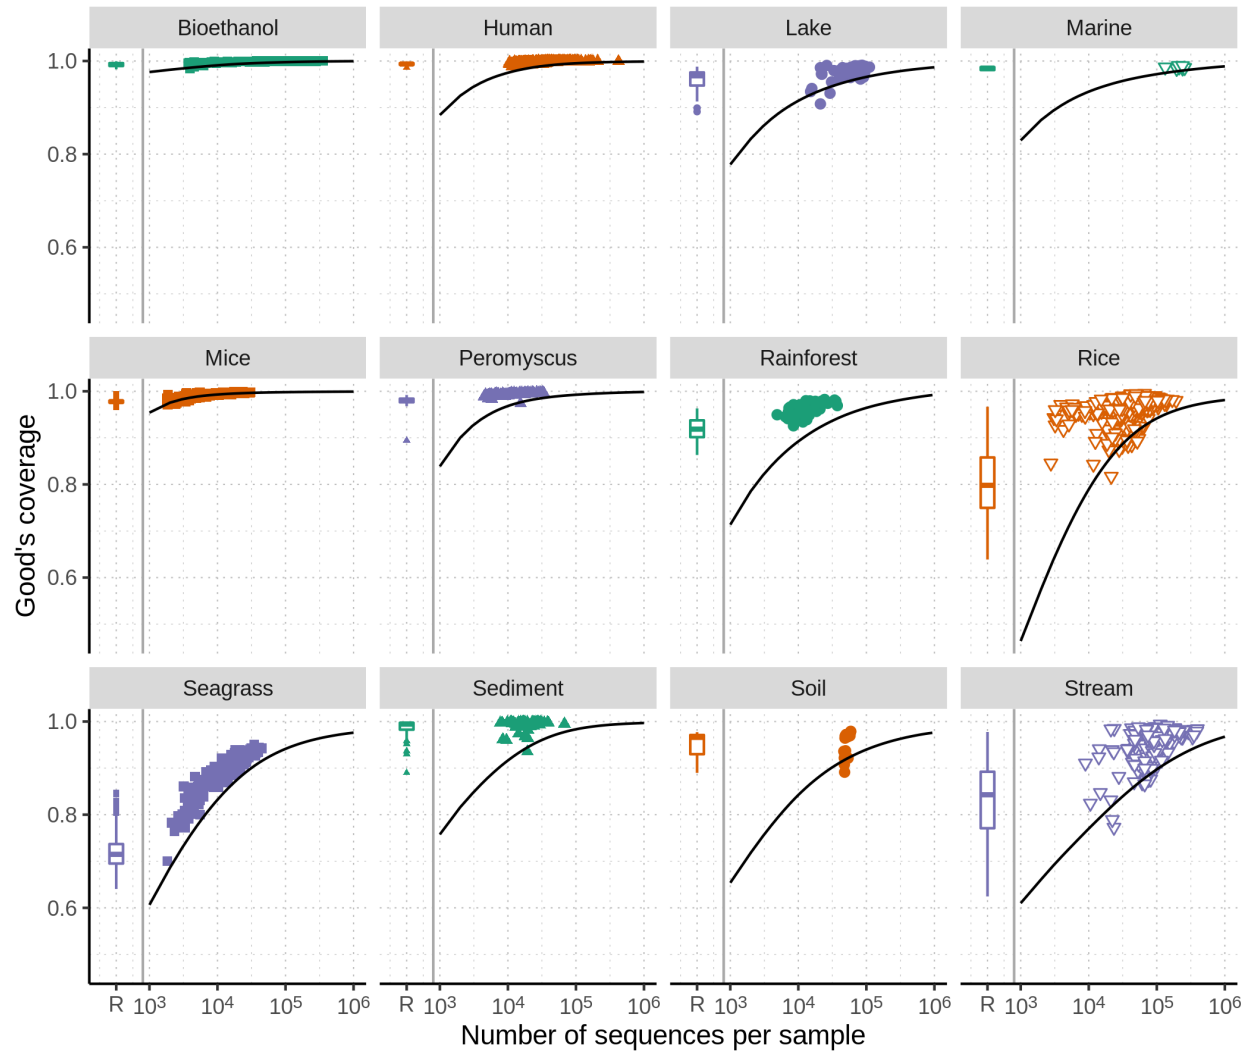 Bioethanol Human Lake Marine
1.0
0.8
0.6
Mice Peromyscus Rainforest Rice
1.0
0.8
0.6
Good's coverage
Seagrass Sediment Soil Stream
1.0
0.8
0.6
R 10³ 10⁴ 10⁵ 10⁶ R 10³ 10⁴ 10⁵ 10⁶ R 10³ 10⁴ 10⁵ 10⁶ R 10³ 10⁴ 10⁵ 10⁶
Number of sequences per sample